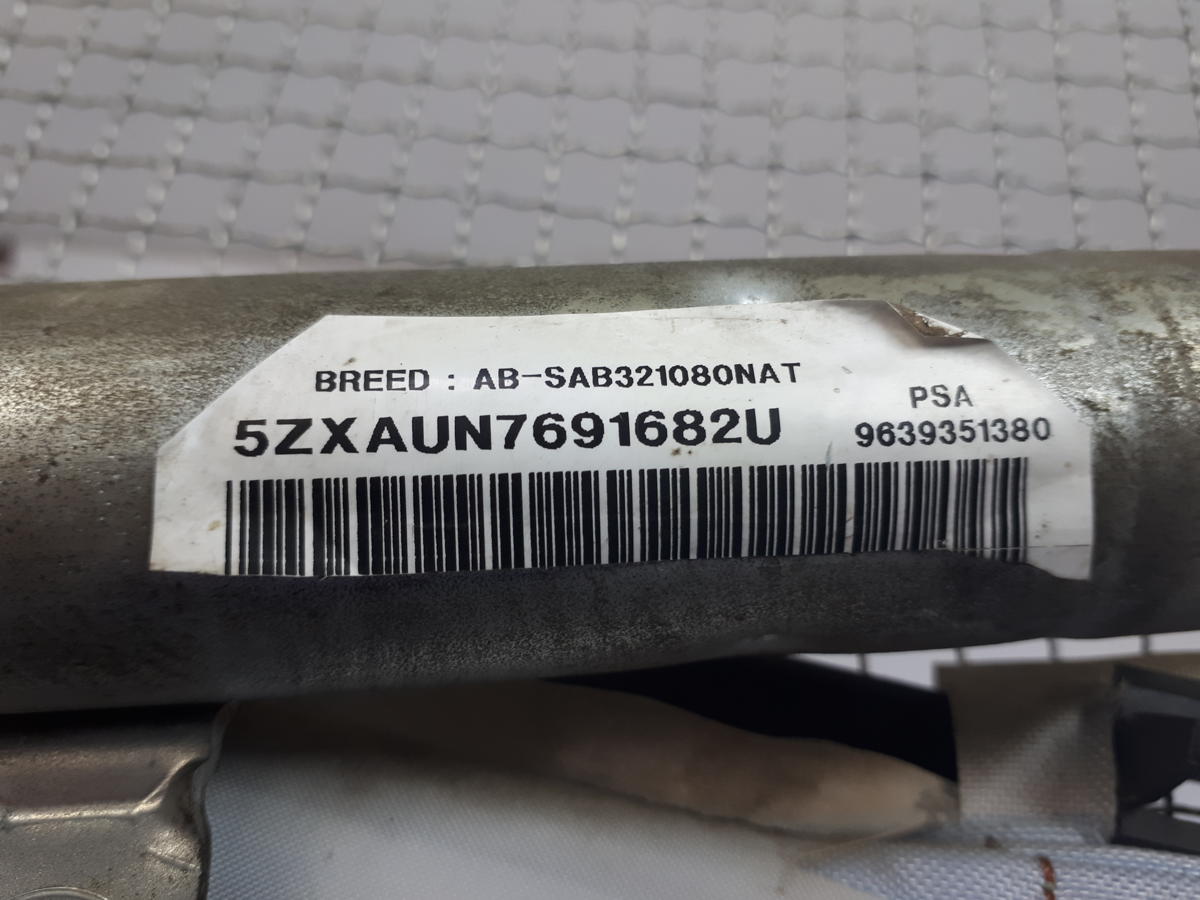 BREED : AB-SAB321080NAT
5ZXAUN7691682U
PSA
9639351380